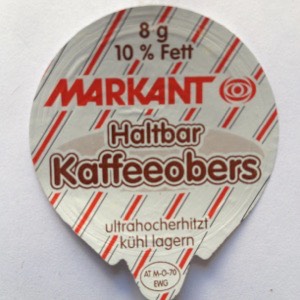 8 g
10 % Fett
MARKANT
Haltbar
Kaffeeobers
ultrahocherhitzt
kühl lagern
AT M-O-70
EWG